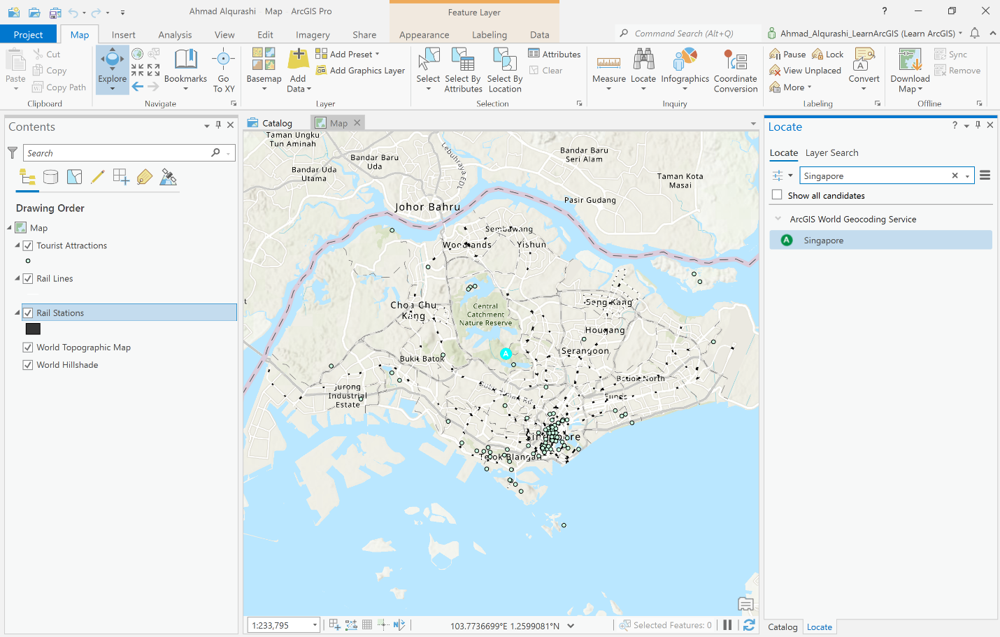 Ahmad Alqurashi - Map - ArcGIS Pro
Feature Layer
?
Project
Map
Insert
Analysis
View
Edit
Imagery
Share
Appearance
Labeling
Data
Command Search (Alt+Q)
Ahmad_Alqurashi_LearnArcGIS (Learn ArcGIS)
Paste
Cut
Copy
Copy Path
Clipboard
Explore
Bookmarks
Go
To XY
Navigate
Basemap
Add
Data
Add Preset
Add Graphics Layer
Layer
Select
Select By
Attributes
Select By
Location
Attributes
Clear
Selection
Measure
Locate
Infographics
Coordinate
Conversion
Inquiry
Pause
Lock
View Unplaced
More
Convert
Labeling
Download
Map
Sync
Remove
Offline
Contents
Search
Drawing Order
Map
Tourist Attractions
Rail Lines
Rail Stations
World Topographic Map
World Hillshade
Catalog
Map
Taman Ungku
Tun Aminah
Bandar Baru
Uda
Bandar Uda
Utama
Lebuhraya EDL
Bandar Baru
Seri Alam
Taman Kota
Masai
Pasir Gudang
Johor Bahru
Sembawang
Woodlands
Yishun
Choa Chu
Kang
Central
Catchment
Nature Reserve
Seng Kang
Hougang
Serangoon
A
Bukit Batok
Bedok North
Jurong
Industrial
Estate
Bukit Timah Rd
Eunos
Singapore
Telok Blangah
1:233,795
103.7736699°E 1.2599081°N
Selected Features: 0
Locate
?
Locate
Layer Search
Singapore
Show all candidates
ArcGIS World Geocoding Service
A
Singapore
Catalog
Locate